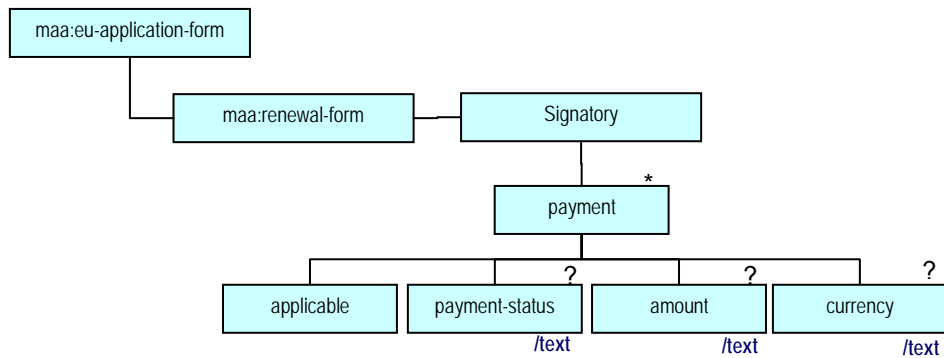 maa:eu-application-form
maa:renewal-form
Signatory
*
payment
?
?
?
applicable
payment-status
amount
currency
/text
/text
/text